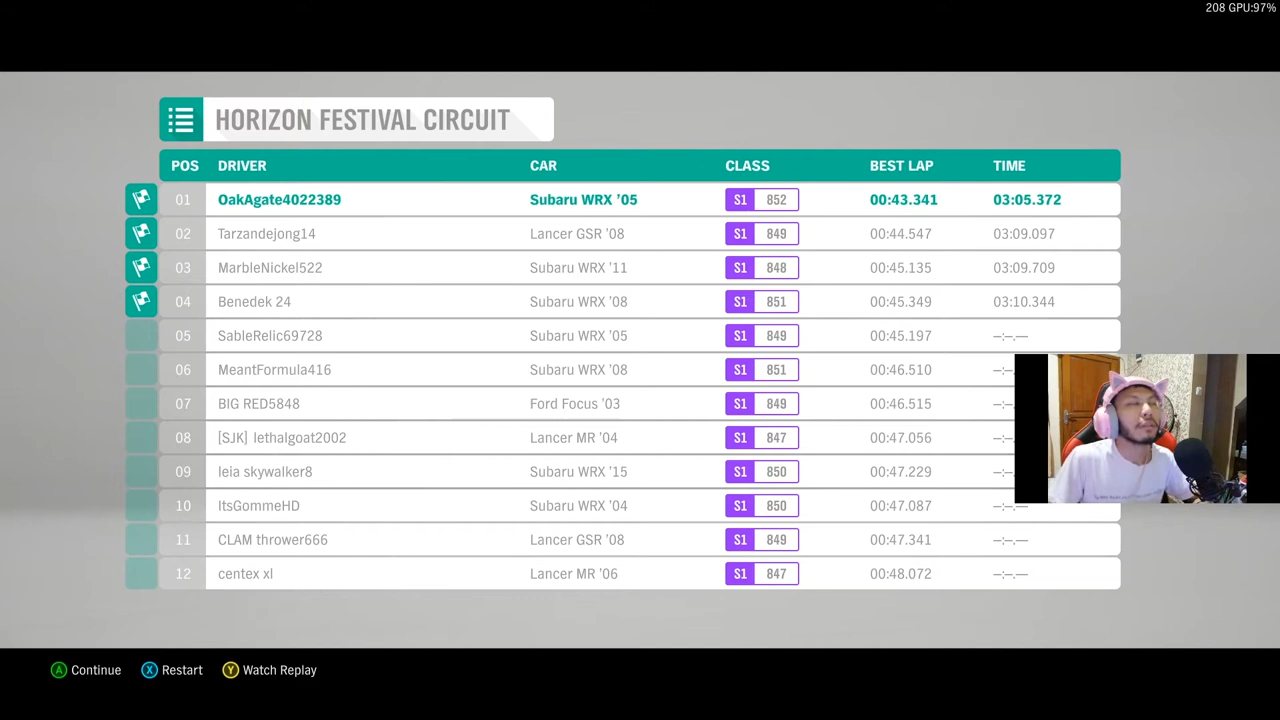 208 GPU:97%
HORIZON FESTIVAL CIRCUIT
POS DRIVER CAR CLASS BEST LAP TIME
01 OakAgate4022389 Subaru WRX ’05 S1 852 00:43.341 03:05.372
02 Tarzandejong14 Lancer GSR ’08 S1 849 00:44.547 03:09.097
03 MarbleNickel522 Subaru WRX ’11 S1 848 00:45.135 03:09.709
04 Benedek 24 Subaru WRX ’08 S1 851 00:45.349 03:10.344
05 SableRelic69728 Subaru WRX ’05 S1 849 00:45.197 –:–.––
06 MeantFormula416 Subaru WRX ’08 S1 851 00:46.510
07 BIG RED5848 Ford Focus ’03 S1 849 00:46.515
08 [SJK] lethalgoat2002 Lancer MR ’04 S1 847 00:47.056
09 leia skywalker8 Subaru WRX ’15 S1 850 00:47.229
10 ItsGommeHD Subaru WRX ’04 S1 850 00:47.087 –:–.––
11 CLAM thrower666 Lancer GSR ’08 S1 849 00:47.341 –:–.––
12 centex xl Lancer MR ’06 S1 847 00:48.072 –:–.––
A Continue X Restart Y Watch Replay